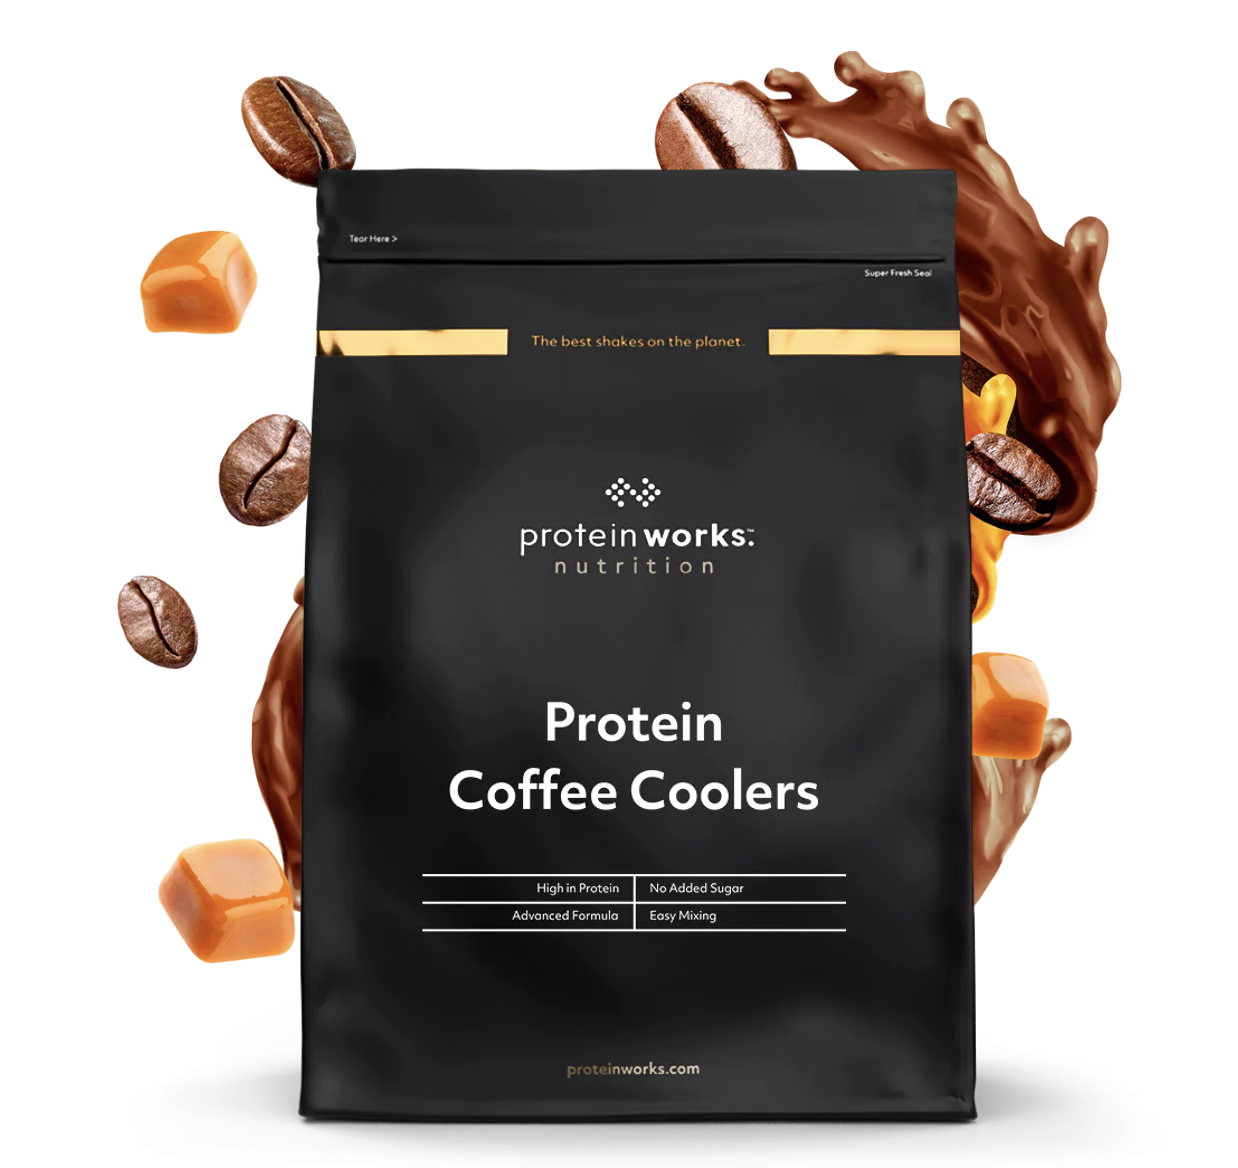 Tear Here >
Super Fresh Seal
The best shakes on the planet.
protein works.™
nutrition
Protein
Coffee Coolers
High in Protein
No Added Sugar
Advanced Formula
Easy Mixing
proteinworks.com